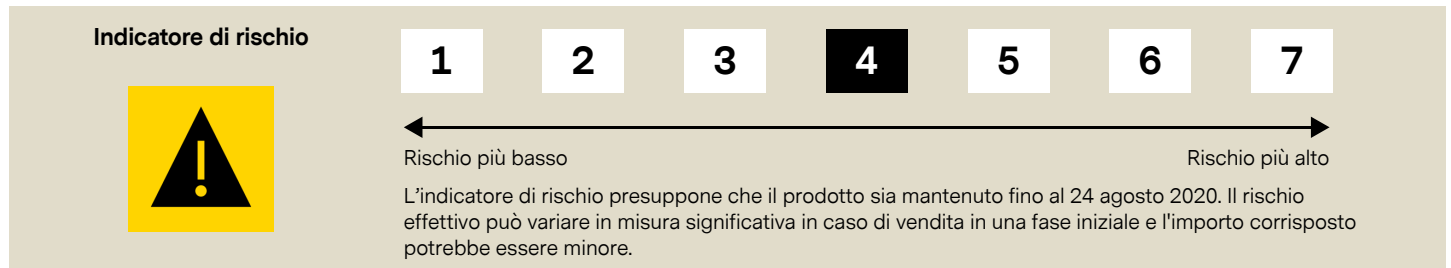 Indicatore di rischio
1 2 3 4 5 6 7
Rischio più basso Rischio più alto
L’indicatore di rischio presuppone che il prodotto sia mantenuto fino al 24 agosto 2020. Il rischio
effettivo può variare in misura significativa in caso di vendita in una fase iniziale e l'importo corrisposto
potrebbe essere minore.